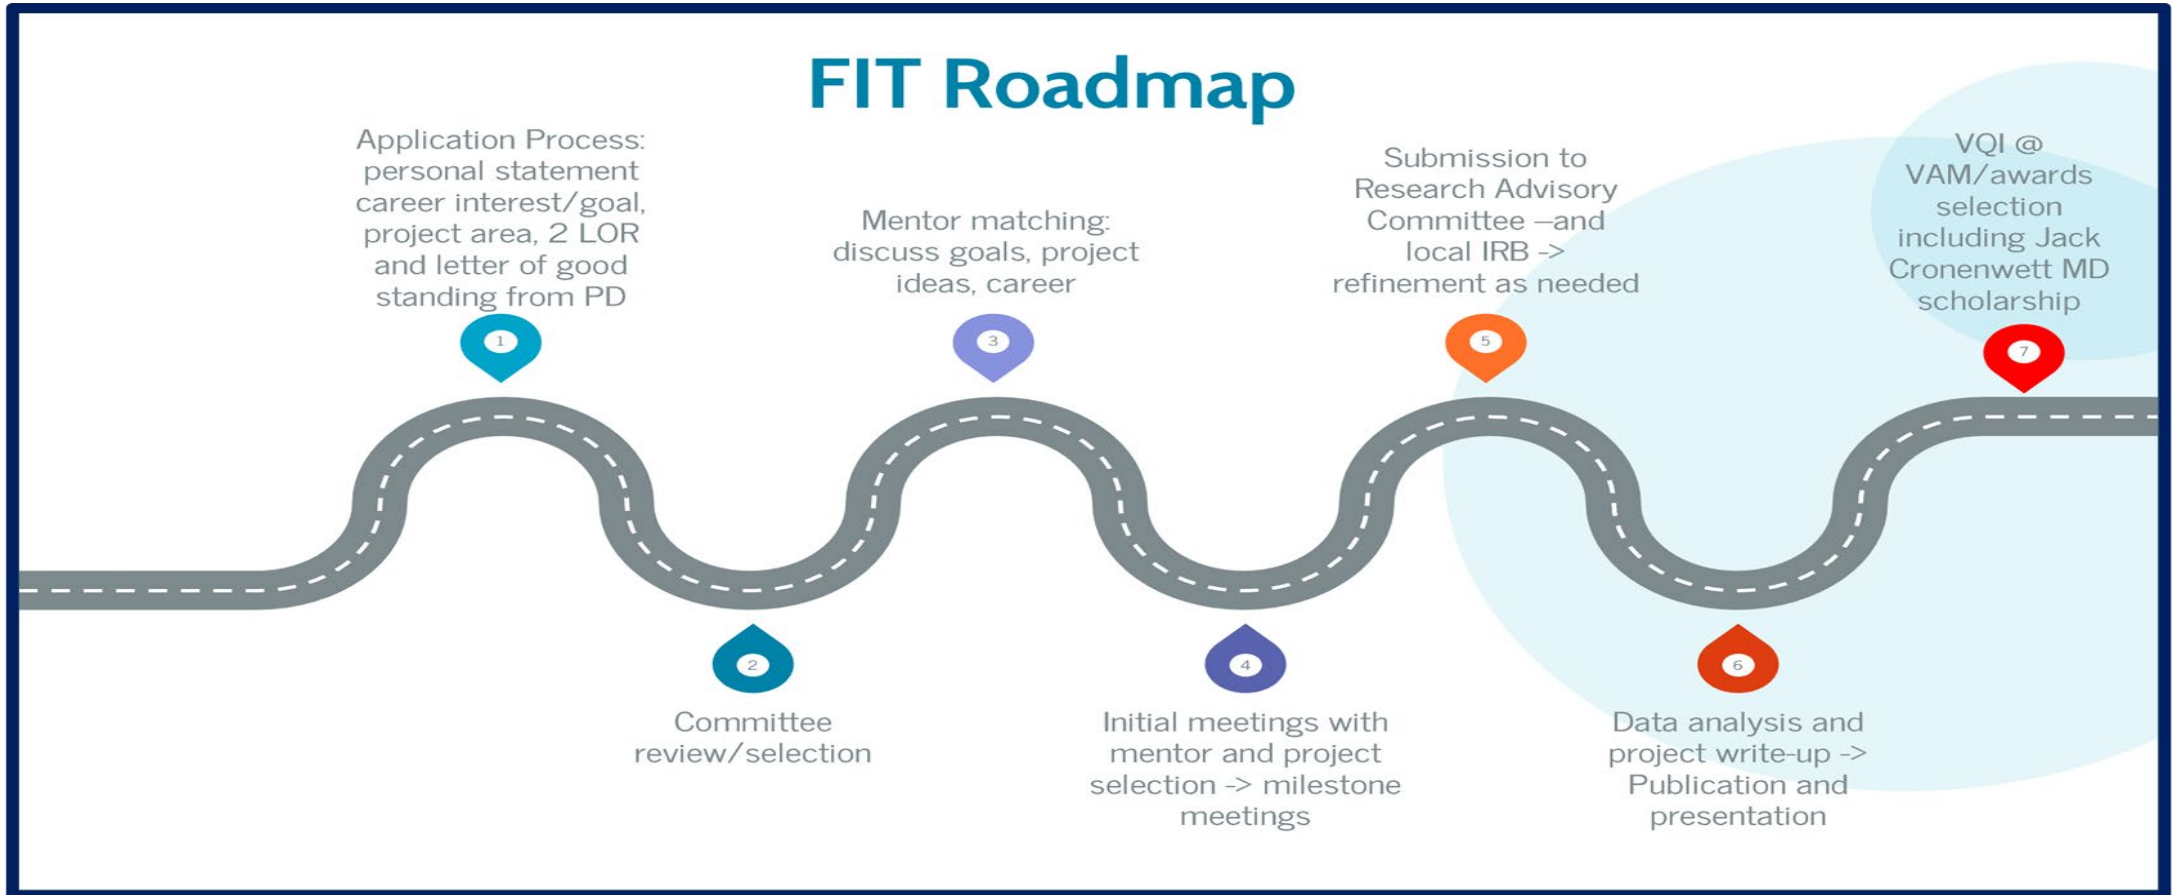 FIT Roadmap
Application Process:
personal statement
career interest/goal,
project area, 2 LOR
and letter of good
standing from PD
1
Committee
review/selection
2
Mentor matching:
discuss goals, project
ideas, career
3
Initial meetings with
mentor and project
selection -> milestone
meetings
4
Submission to
Research Advisory
Committee —and
local IRB ->
refinement as needed
5
Data analysis and
project write-up ->
Publication and
presentation
6
VQI @
VAM/awards
selection
including Jack
Cronenwett MD
scholarship
7